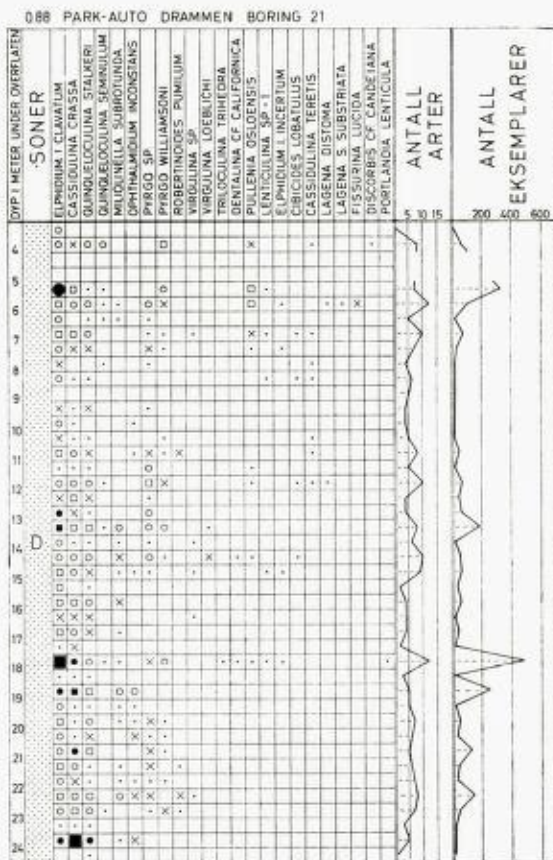 088 PARK-AUTO DRAMMEN BORING 21
DYP I METER UNDER OVERFLATEN
SONER
ELPHIDIUM CLAVATUM
CASSIDULINA CRASSA
QUINQUELOCULINA STALKERI
QUINQUELOCULINA SEMINULUM
MILIOLINELLA SUBROTUNDA
OPHTHALMIDIUM INCONSTANS
PYRGO SP
PYRGO WILLIAMSONI
ROBERTINOIDES PUMILUM
VIRGULINA SP
VIRGULINA LOEBLICHI
TRILOCULINA TRIHEDRA
DENTALINA CF CALIFORNICA
PULLENIA OSLOENSIS
LENTICULINA SP
ELPHIDIUM I. INCERTUM
CIBICIDES LOBATULUS
CASSIDULINA TERETIS
LAGENA DISTOMA
LAGENA S. SUBSTRIATA
FISSURINA LUCIDA
DISCORBIS CF CANDEIANA
PORTLANDIA LENTICULA
ANTALL
ARTER
ANTALL
EKSEMPLARER
5 10 15
200 400 600
4
5
6
7
8
9
10
11
12
13
D
14
15
16
17
18
19
20
21
22
23
24